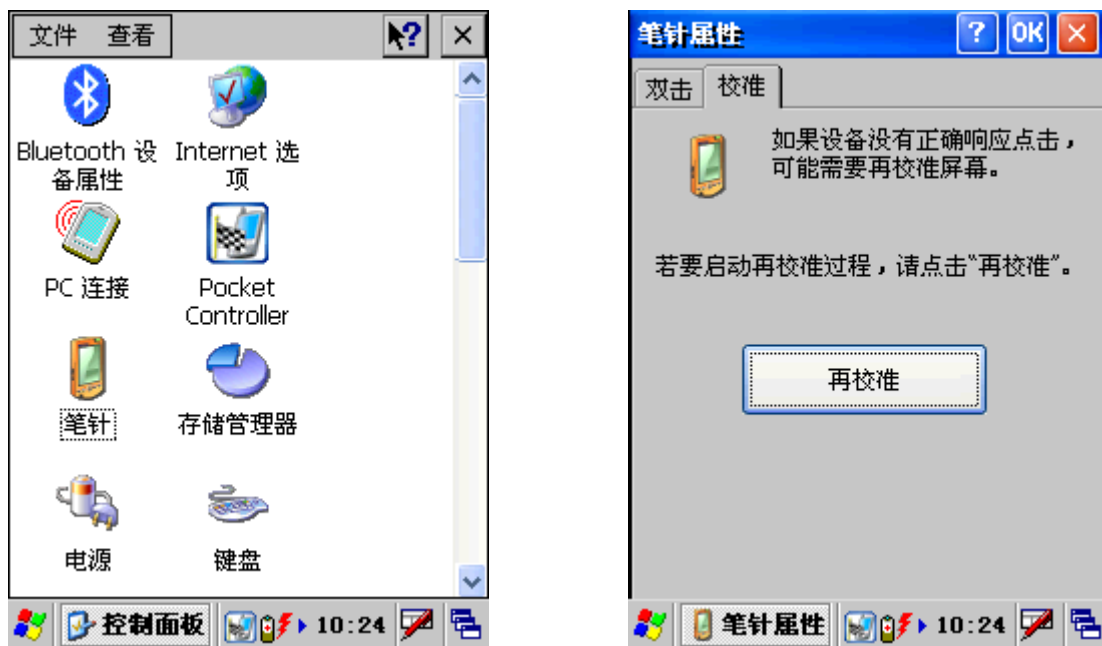 文件 查看
?
×
Bluetooth 设
备属性
Internet 选
项
PC 连接
Pocket
Controller
笔针
存储管理器
电源
键盘
控制面板
10:24
笔针属性
?
OK
×
双击
校准
如果设备没有正确响应点击，
可能需要再校准屏幕。
若要启动再校准过程，请点击“再校准”。
再校准
笔针属性
10:24